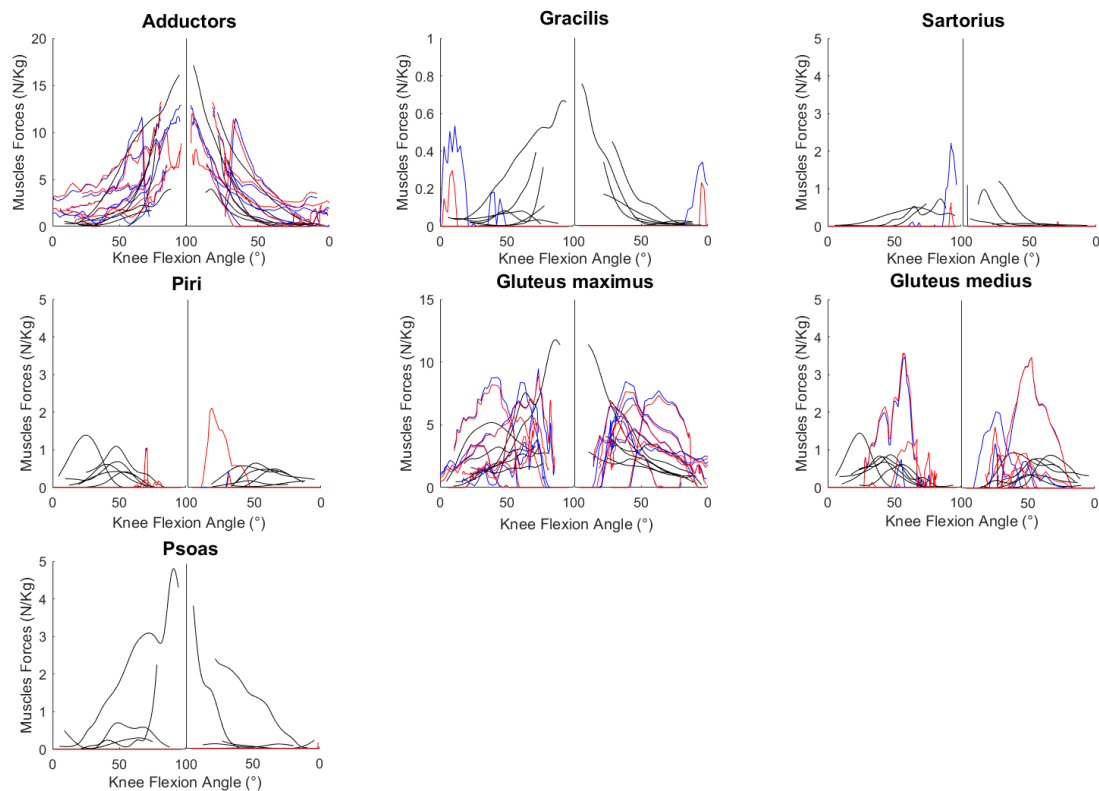 Adductors
Muscles Forces (N/Kg)
20
15
10
5
0
0 50 100 50 0
Knee Flexion Angle (°)
Gracilis
Muscles Forces (N/Kg)
1
0.8
0.6
0.4
0.2
0
0 50 100 50 0
Knee Flexion Angle (°)
Sartorius
Muscles Forces (N/Kg)
5
4
3
2
1
0
0 50 100 50 0
Knee Flexion Angle (°)
Piri
Muscles Forces (N/Kg)
5
4
3
2
1
0
0 50 100 50 0
Knee Flexion Angle (°)
Gluteus maximus
Muscles Forces (N/Kg)
15
10
5
0
0 50 100 50 0
Knee Flexion Angle (°)
Gluteus medius
Muscles Forces (N/Kg)
5
4
3
2
1
0
0 50 100 50 0
Knee Flexion Angle (°)
Psoas
Muscles Forces (N/Kg)
5
4
3
2
1
0
0 50 100 50 0
Knee Flexion Angle (°)